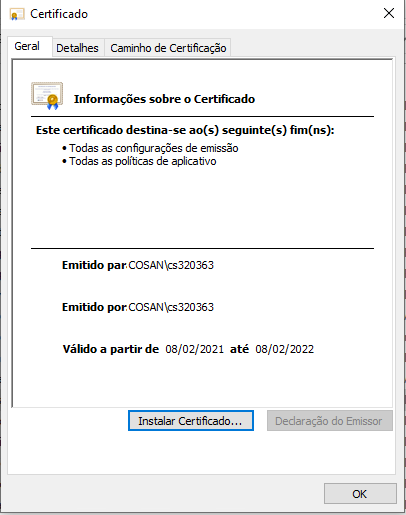 Certificado
Geral Detalhes Caminho de Certificação
Informações sobre o Certificado
Este certificado destina-se ao(s) seguinte(s) fim(ns):
• Todas as configurações de emissão
• Todas as políticas de aplicativo
Emitido par COSAN\cs320363
Emitido por COSAN\cs320363
Válido a partir de 08/02/2021 até 08/02/2022
Instalar Certificado... Declaração do Emissor
OK